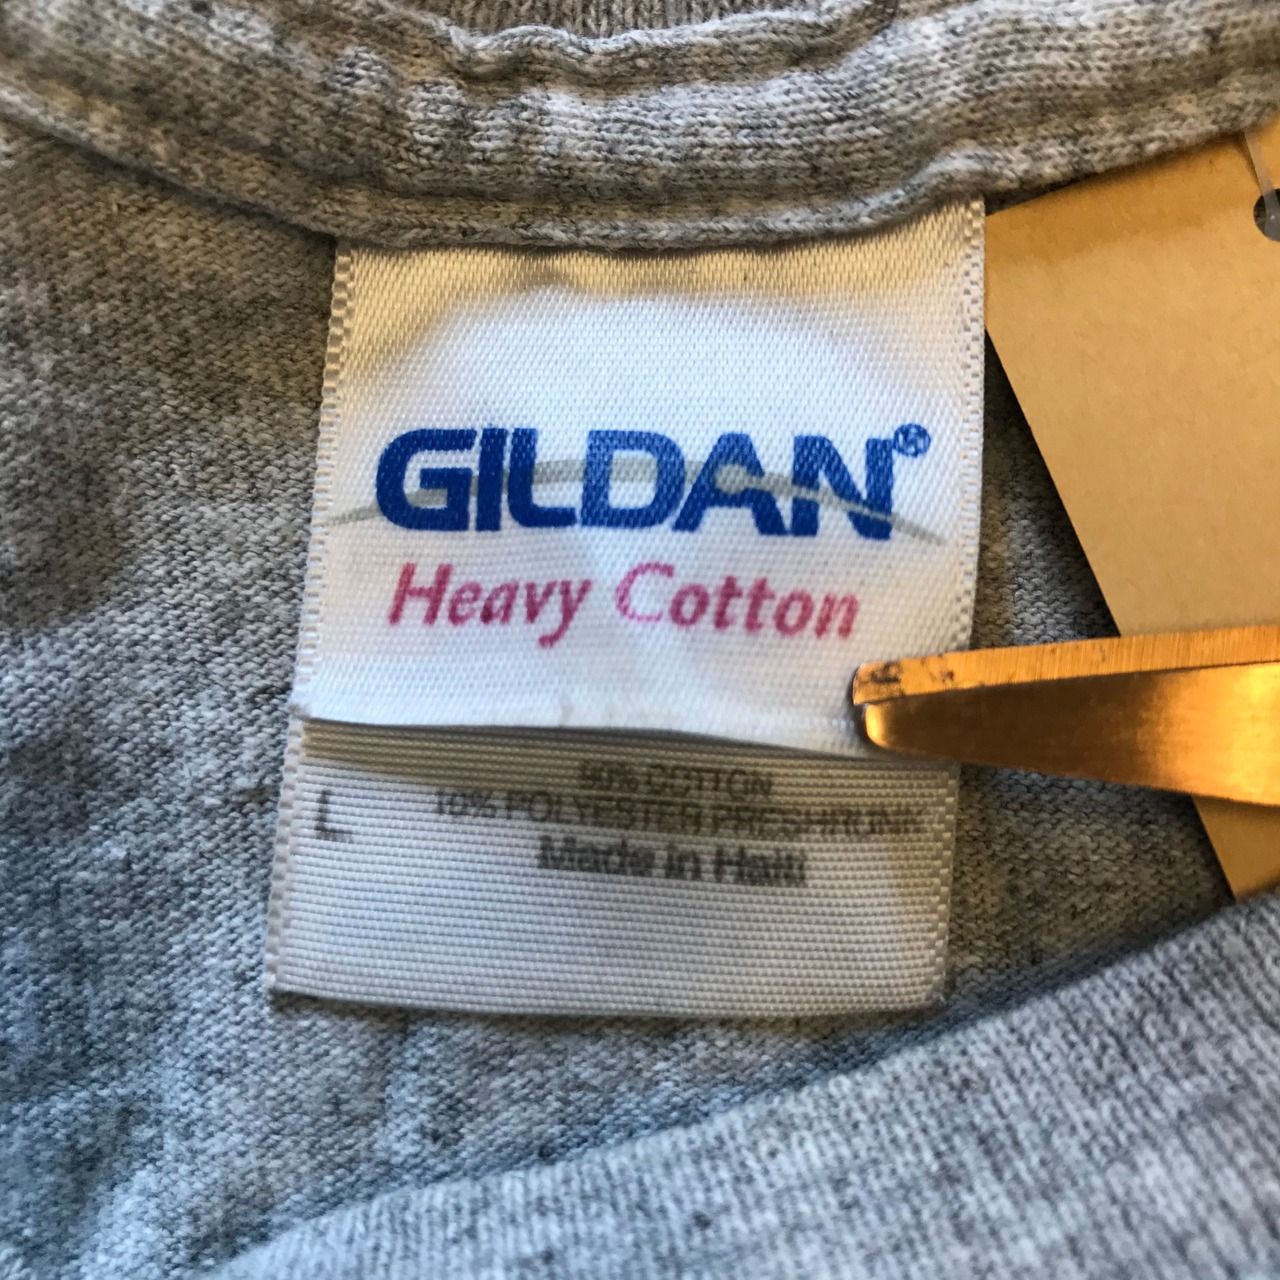 GILDAN®
Heavy Cotton
90% COTTON
L 10% POLYESTER PRESHRUNK
Made in Haiti